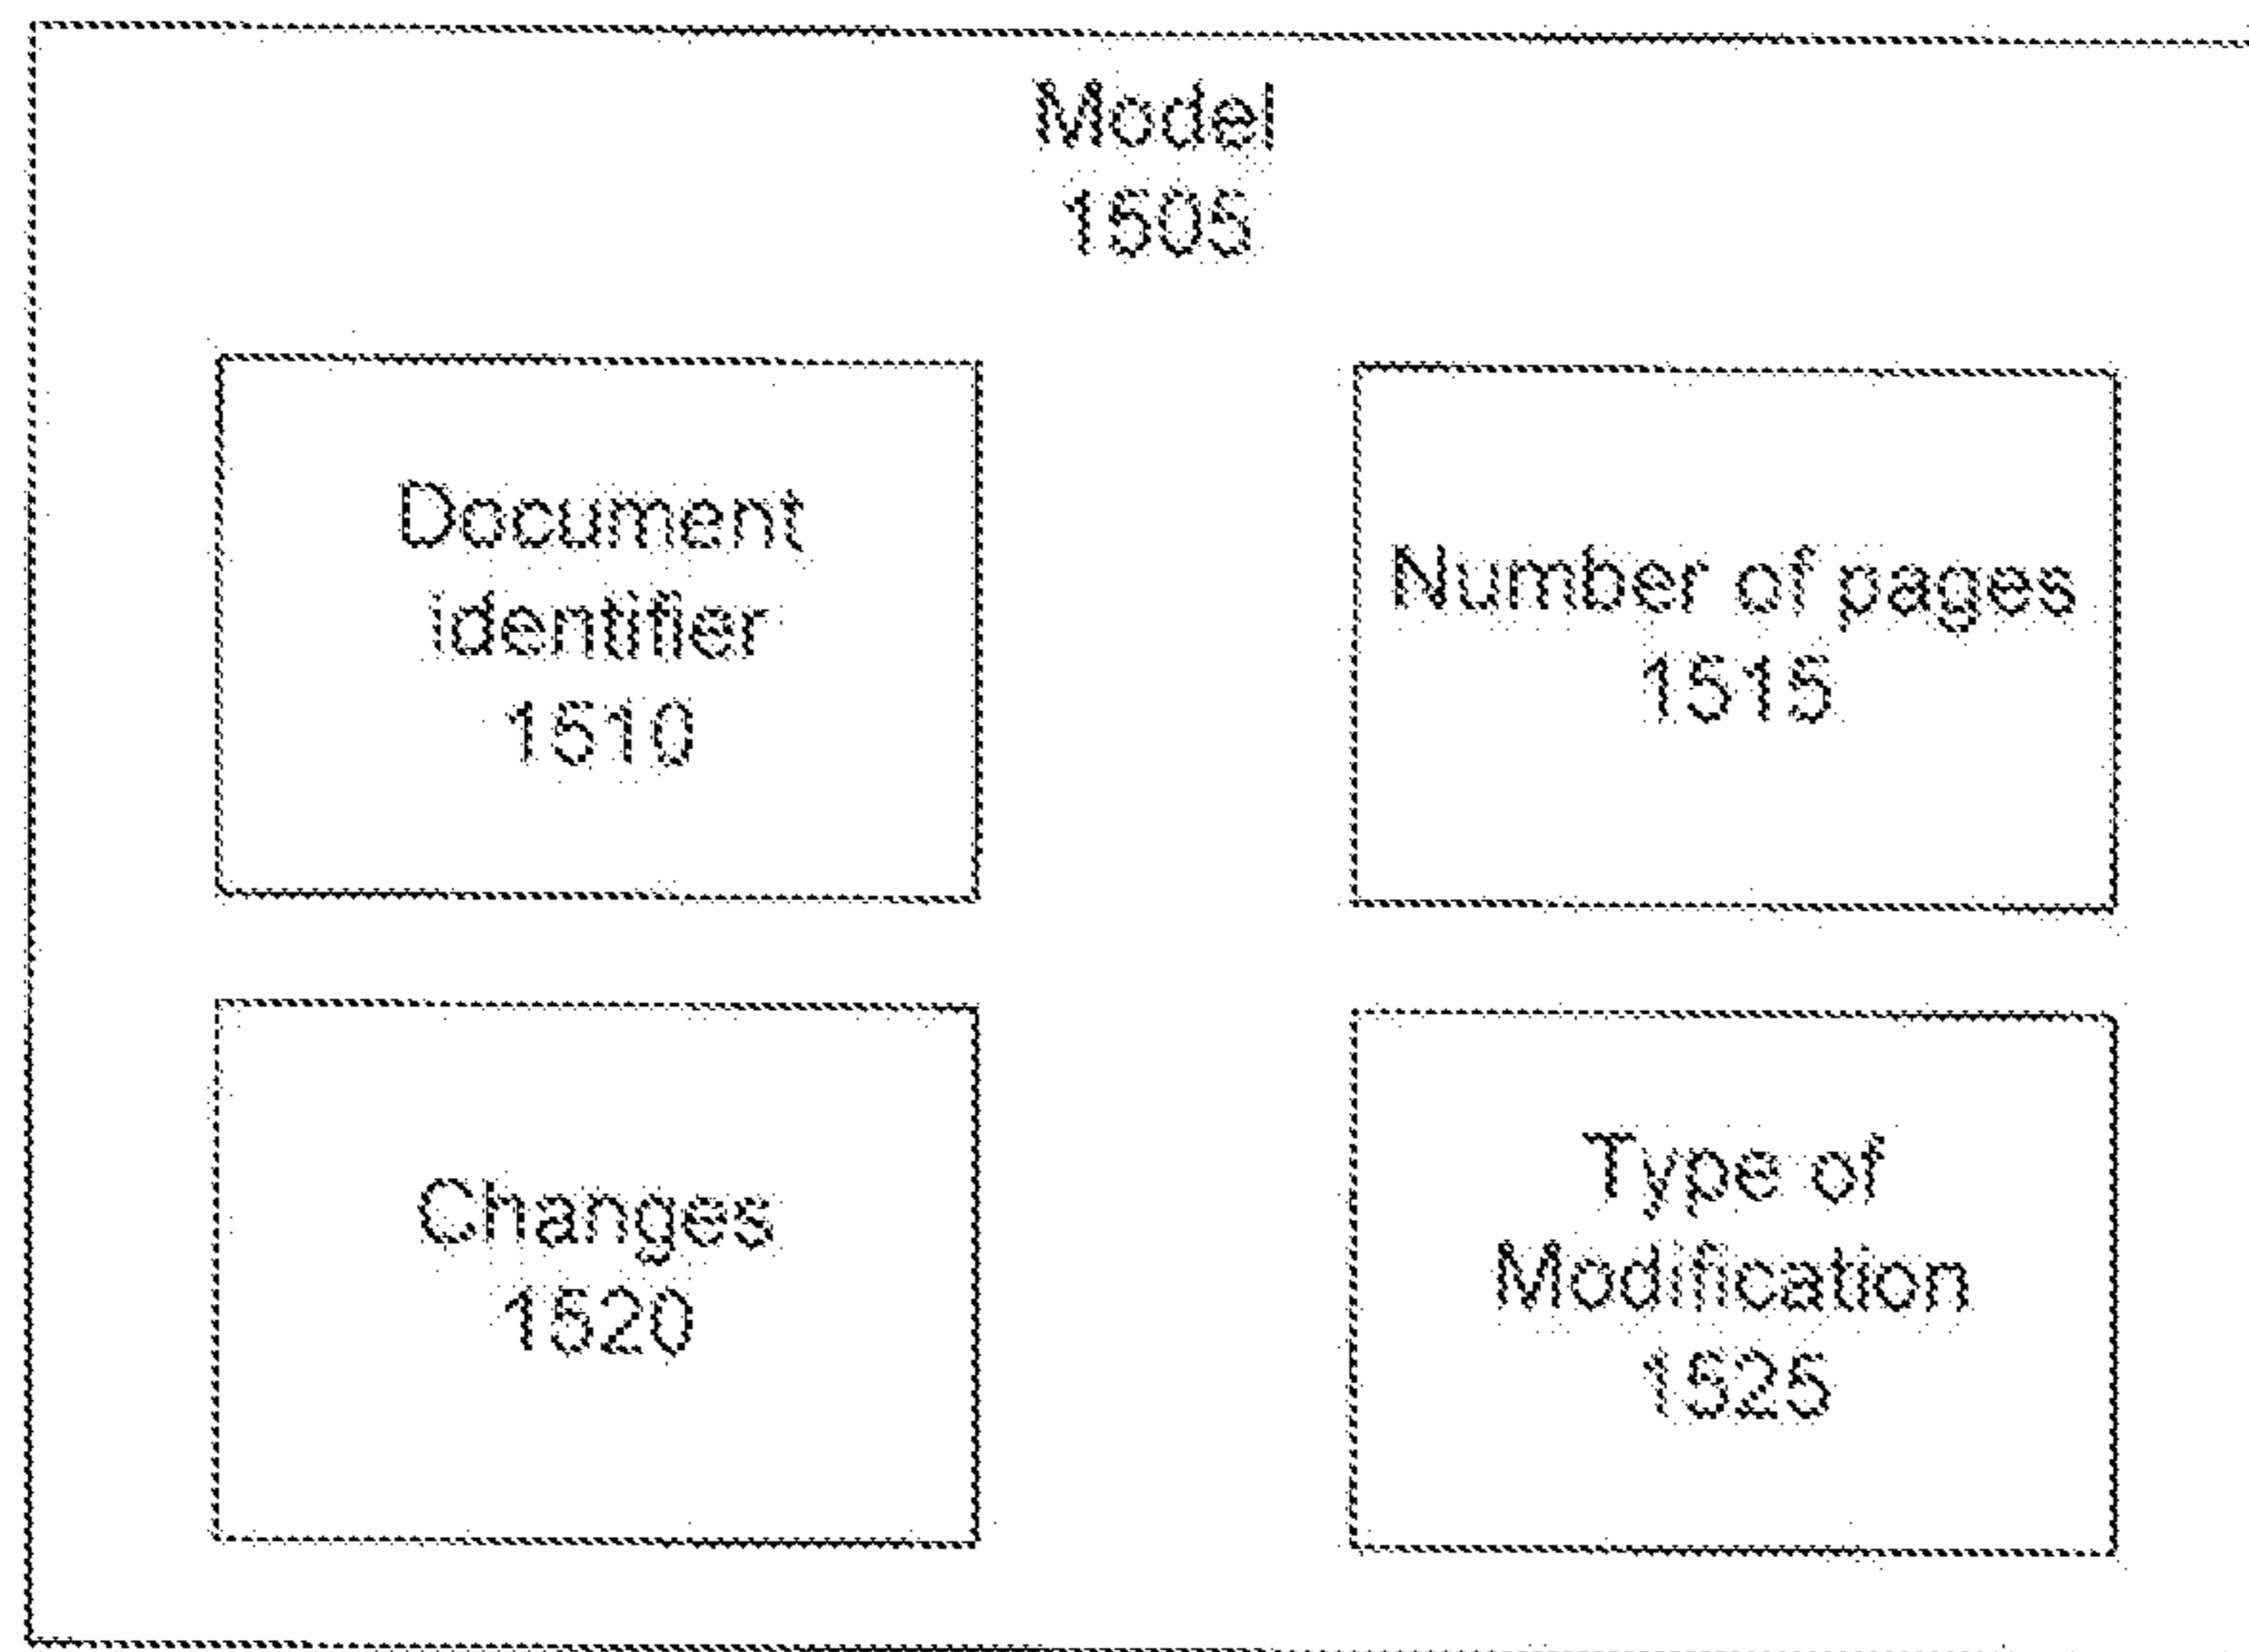 Model
1505
Document
identifier
1510
Number of pages
1515
Changes
1520
Type of
Modification
1525